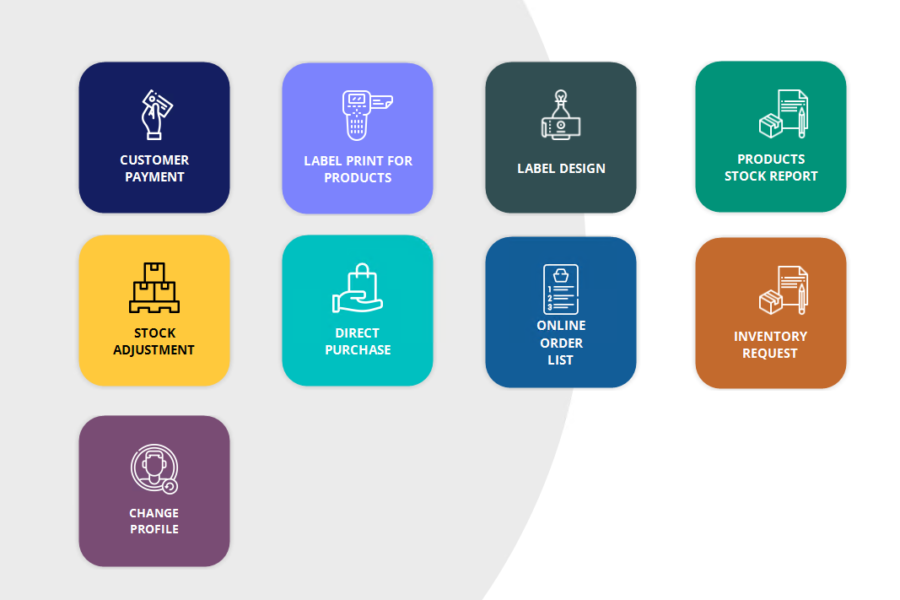 CUSTOMER
PAYMENT
LABEL PRINT FOR
PRODUCTS
LABEL DESIGN
PRODUCTS
STOCK REPORT
STOCK
ADJUSTMENT
DIRECT
PURCHASE
1
2
3
ONLINE
ORDER
LIST
INVENTORY
REQUEST
CHANGE
PROFILE